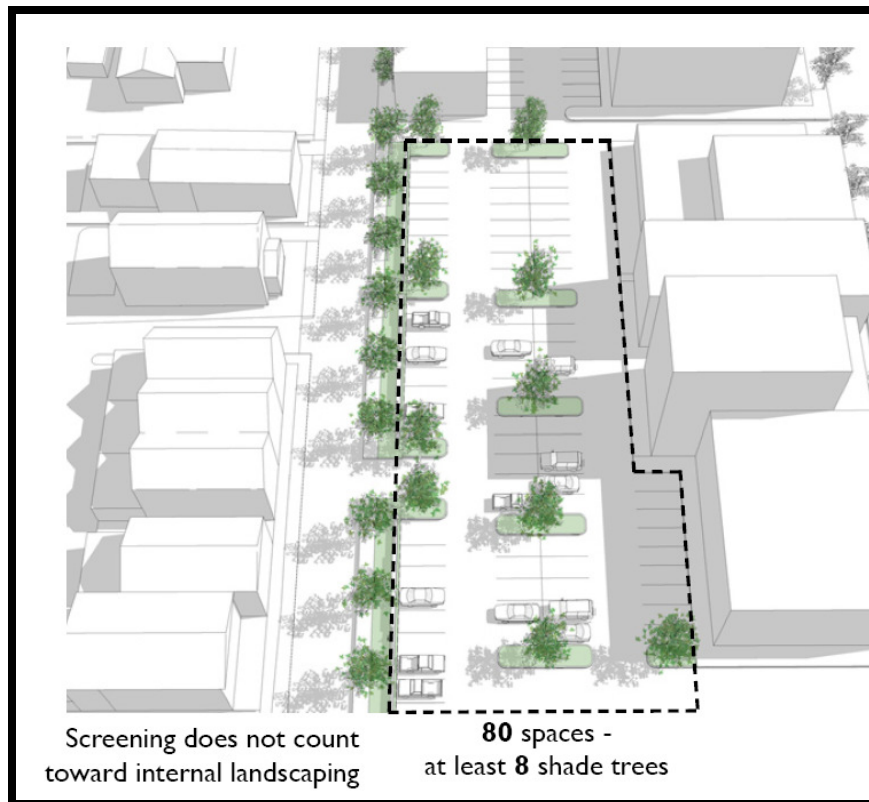 Screening does not count
toward internal landscaping
80 spaces -
at least 8 shade trees